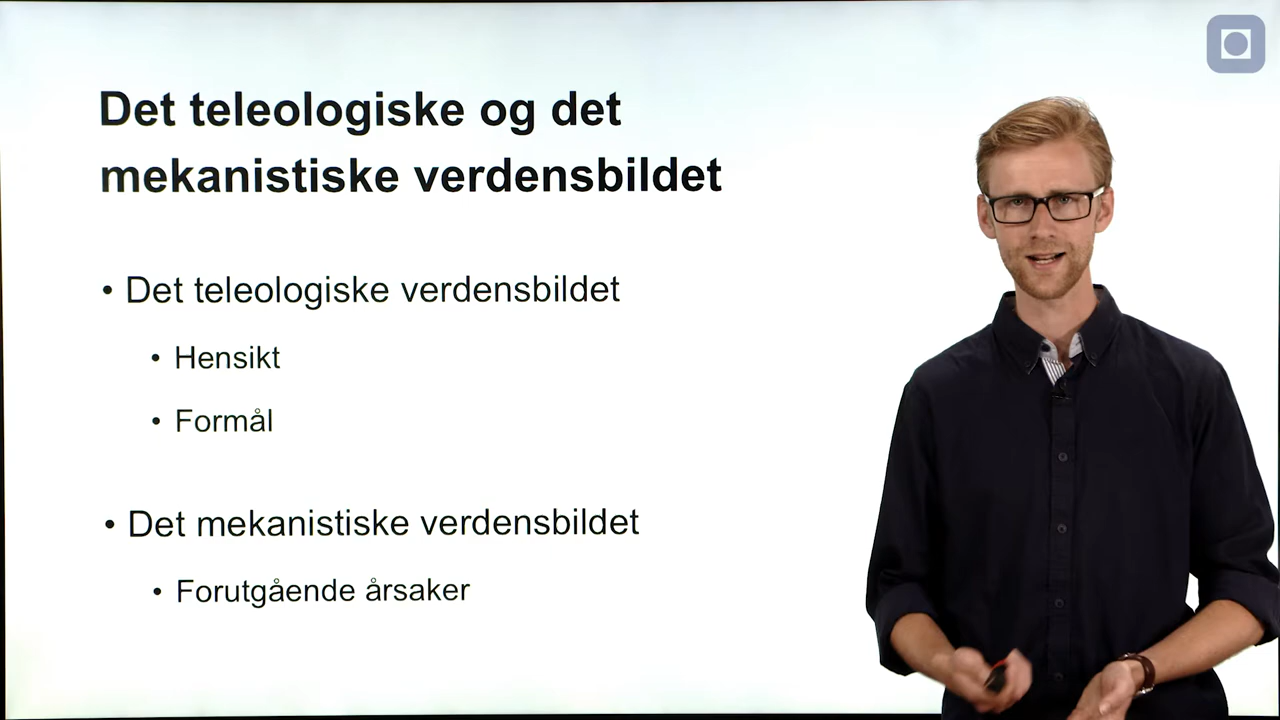 Det teleologiske og det
mekanistiske verdensbildet
• Det teleologiske verdensbildet
• Hensikt
• Formål
• Det mekanistiske verdensbildet
• Forutgående årsaker